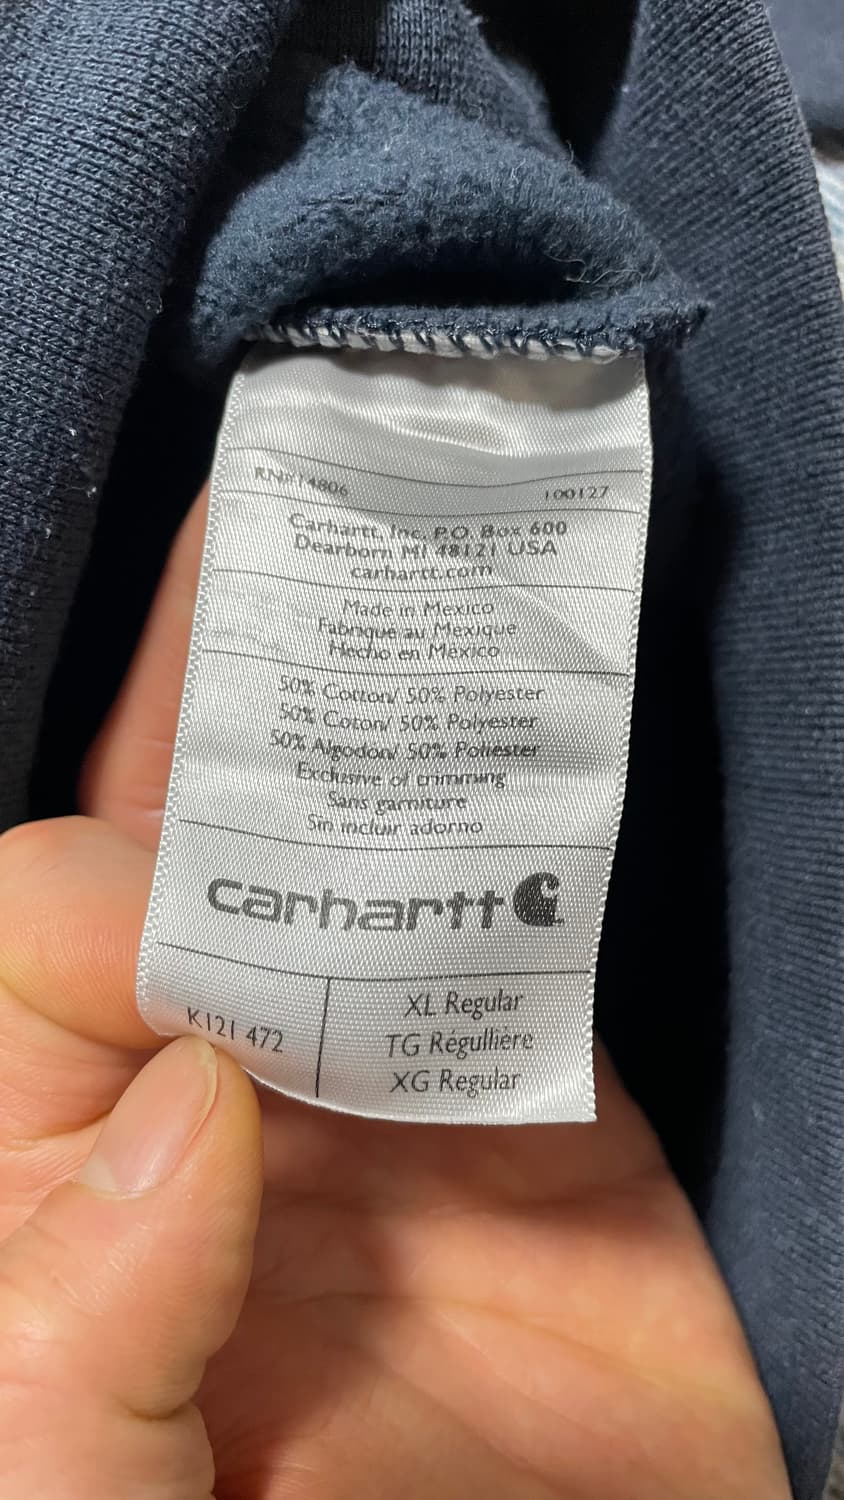 RN#14806 100127
Carhartt, Inc. P.O. Box 600
Dearborn MI 48121 USA
carhartt.com
Made in Mexico
Fabrique au Mexique
Hecho en Mexico
50% Cotton/ 50% Polyester
50% Coton/ 50% Polyester
50% Algodon/ 50% Poliester
Exclusive of trimming
Sans garniture
Sin incluir adorno
carhartt
K121 472
XL Regular
TG Régullière
XG Regular